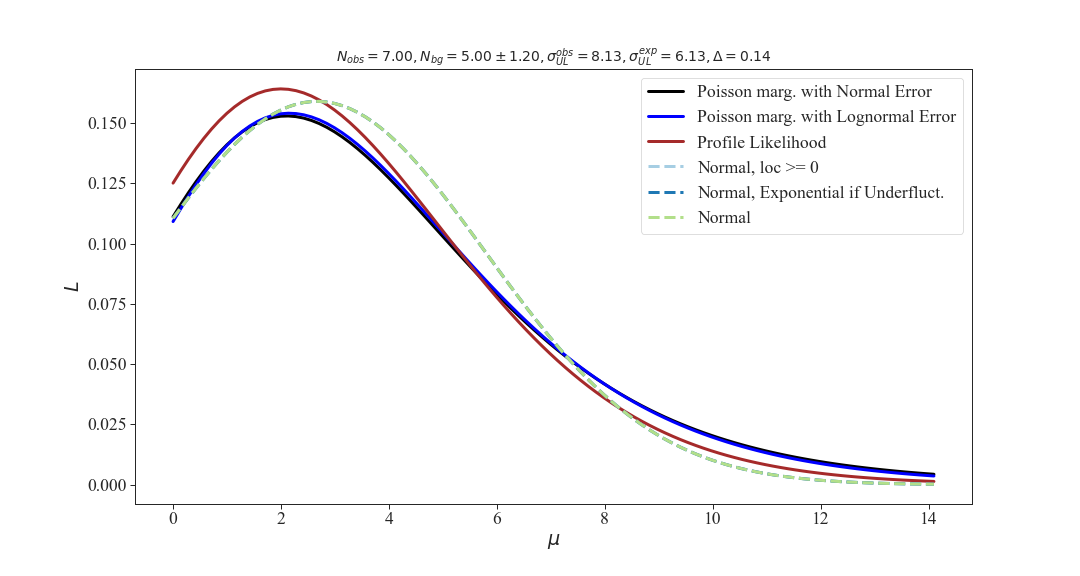 N_obs = 7.00, N_bg = 5.00 ± 1.20, σ_UL^obs = 8.13, σ_UL^exp = 6.13, Δ = 0.14
Poisson marg. with Normal Error
Poisson marg. with Lognormal Error
Profile Likelihood
Normal, loc >= 0
Normal, Exponential if Underfluct.
Normal
L
0.150
0.125
0.100
0.075
0.050
0.025
0.000
0 2 4 6 8 10 12 14
μ